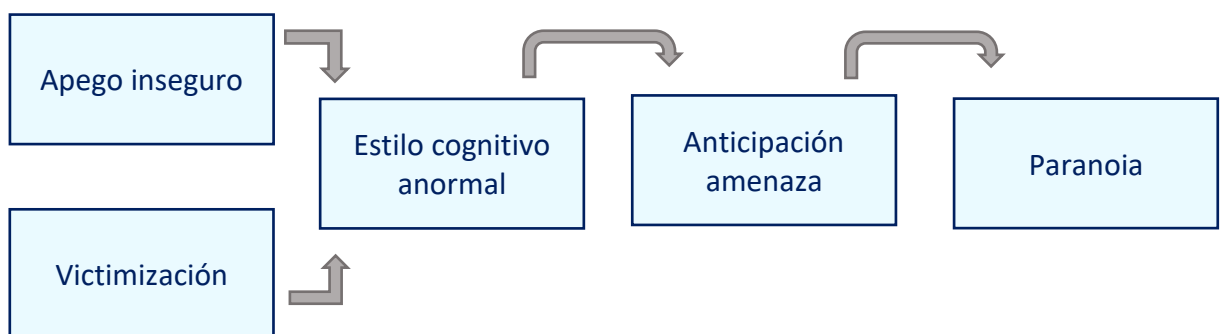 Apego inseguro
Victimización
Estilo cognitivo
anormal
Anticipación
amenaza
Paranoia